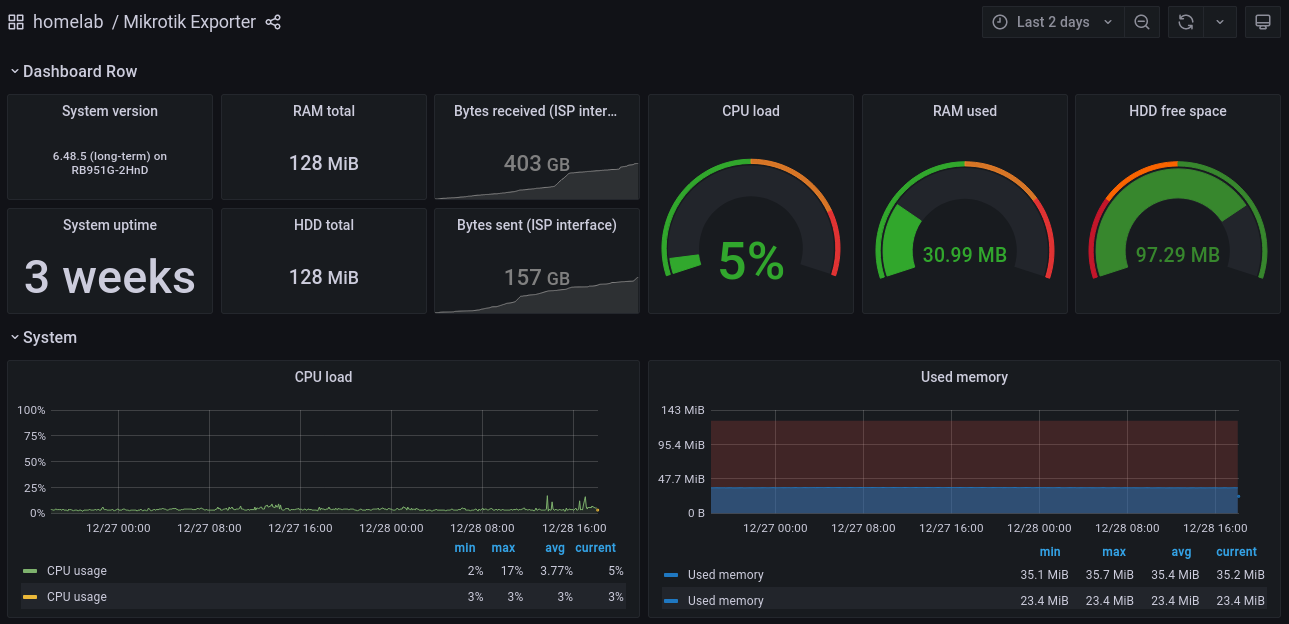 homelab / Mikrotik Exporter
Last 2 days
Dashboard Row
System version
6.48.5 (long-term) on
RB951G-2HnD
RAM total
128 MiB
Bytes received (ISP inter...
403 GB
CPU load
5%
RAM used
30.99 MB
HDD free space
97.29 MB
System uptime
3 weeks
HDD total
128 MiB
Bytes sent (ISP interface)
157 GB
System
CPU load
100%
75%
50%
25%
0%
12/27 00:00 12/27 08:00 12/27 16:00 12/28 00:00 12/28 08:00 12/28 16:00
min max avg current
CPU usage 2% 17% 3.77% 5%
CPU usage 3% 3% 3% 3%
Used memory
143 MiB
95.4 MiB
47.7 MiB
0 B
12/27 00:00 12/27 08:00 12/27 16:00 12/28 00:00 12/28 08:00 12/28 16:00
min max avg current
Used memory 35.1 MiB 35.7 MiB 35.4 MiB 35.2 MiB
Used memory 23.4 MiB 23.4 MiB 23.4 MiB 23.4 MiB